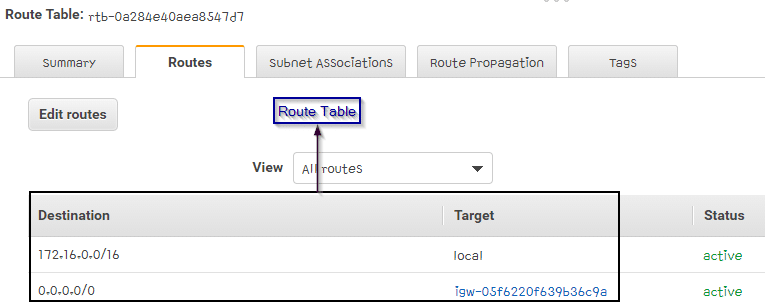 Route Table: rtb-0a284e40aea8547d7
Summary Routes Subnet Associations Route Propagation Tags
Edit routes
Route Table
View All routes
Destination Target Status
172.16.0.0/16 local active
0.0.0.0/0 igw-05f6220f639b36c9a active